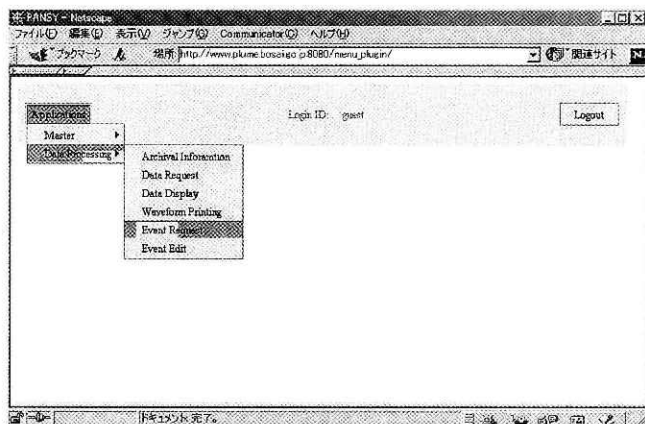 PANSY - Netscape
ファイル(F) 編集(E) 表示(V) ジャンプ(G) Communicator(C) ヘルプ(H)
ブックマーク 場所: http://www.plume.bosai.go.jp:8080/menu_plugin/ 関連サイト N
Applications Login ID: guest Logout
Master
Data Processing
Archival Information
Data Request
Data Display
Waveform Printing
Event Request
Event Edit
ドキュメント: 完了。